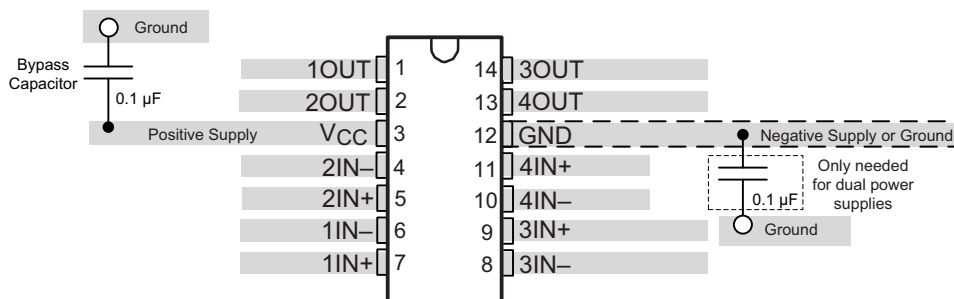 Ground
Bypass
Capacitor
0.1 µF
Positive Supply
1OUT 1
2OUT 2
VCC 3
2IN– 4
2IN+ 5
1IN– 6
1IN+ 7
14 3OUT
13 4OUT
12 GND
11 4IN+
10 4IN–
9 3IN+
8 3IN–
Negative Supply or Ground
Only needed
for dual power
supplies
0.1 µF
Ground